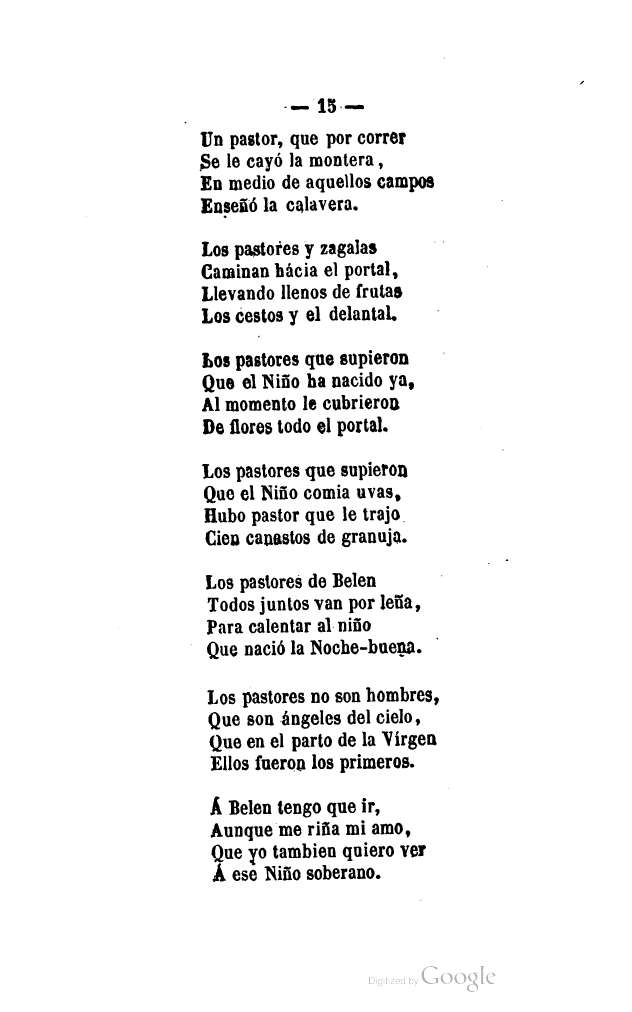 — 15 —
Un pastor, que por correr
Se le cayó la montera,
En medio de aquellos campos
Enseñó la calavera.
Los pastores y zagalas
Caminan hácia el portal,
Llevando llenos de frutas
Los cestos y el delantal.
Los pastores que supieron
Que el Niño ha nacido ya,
Al momento le cubrieron
De flores todo el portal.
Los pastores que supieron
Que el Niño comia uvas,
Hubo pastor que le trajo
Cien canastos de granuja.
Los pastores de Belen
Todos juntos van por leña,
Para calentar al niño
Que nació la Noche-buena.
Los pastores no son hombres,
Que son ángeles del cielo,
Que en el parto de la Vírgen
Ellos fueron los primeros.
Á Belen tengo que ir,
Aunque me riña mi amo,
Que yo tambien quiero ver
Á ese Niño soberano.
Digitized by Google